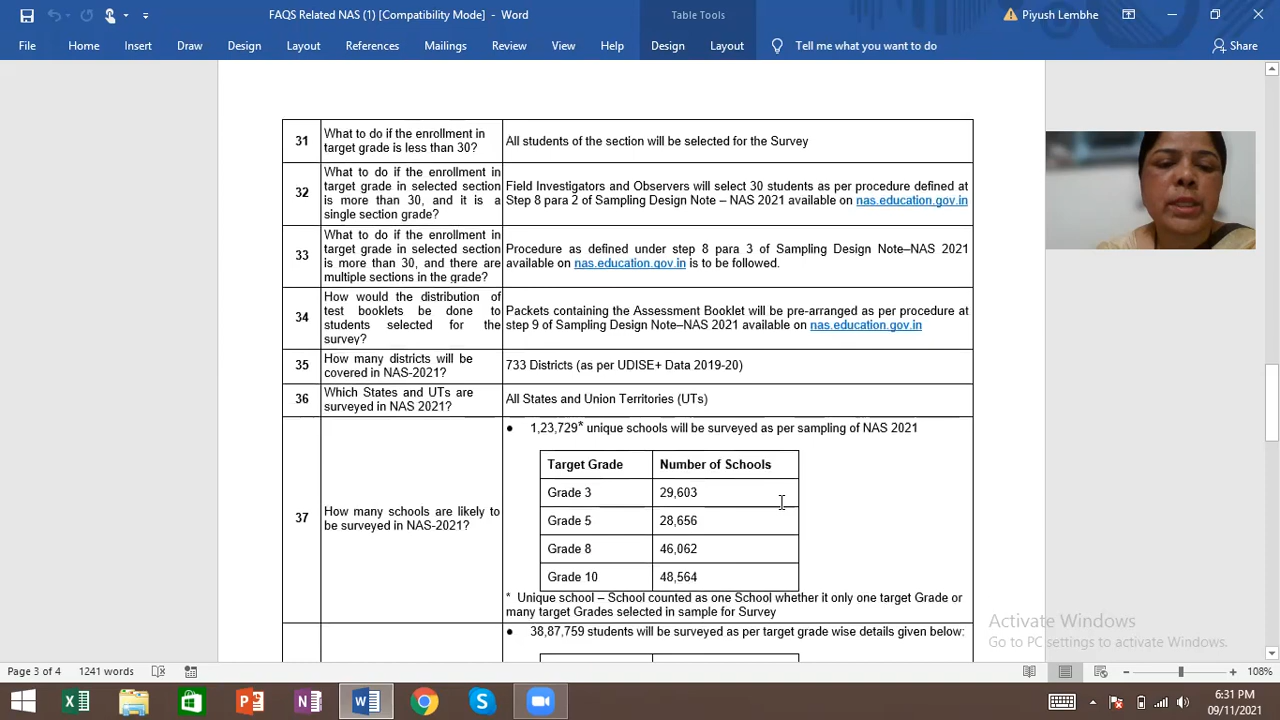 FAQS Related NAS (1) [Compatibility Mode] - Word
Table Tools
Piyush Lembhe
File Home Insert Draw Design Layout References Mailings Review View Help Design Layout Tell me what you want to do Share
31
What to do if the enrollment in
target grade is less than 30?
All students of the section will be selected for the Survey
32
What to do if the enrollment in
target grade in selected section
is more than 30, and it is a
single section grade?
Field Investigators and Observers will select 30 students as per procedure defined at
Step 8 para 2 of Sampling Design Note – NAS 2021 available on nas.education.gov.in
33
What to do if the enrollment in
target grade in selected section
is more than 30, and there are
multiple sections in the grade?
Procedure as defined under step 8 para 3 of Sampling Design Note–NAS 2021
available on nas.education.gov.in is to be followed.
34
How would the distribution of
test booklets be done to
students selected for the
survey?
Packets containing the Assessment Booklet will be pre-arranged as per procedure at
step 9 of Sampling Design Note–NAS 2021 available on nas.education.gov.in
35
How many districts will be
covered in NAS-2021?
733 Districts (as per UDISE+ Data 2019-20)
36
Which States and UTs are
surveyed in NAS 2021?
All States and Union Territories (UTs)
37
How many schools are likely to
be surveyed in NAS-2021?
● 1,23,729* unique schools will be surveyed as per sampling of NAS 2021
Target Grade Number of Schools
Grade 3 29,603
Grade 5 28,656
Grade 8 46,062
Grade 10 48,564
* Unique school – School counted as one School whether it only one target Grade or
many target Grades selected in sample for Survey
● 38,87,759 students will be surveyed as per target grade wise details given below:
Activate Windows
Go to PC settings to activate Windows.
Page 3 of 4 1241 words 108%
6:31 PM
09/11/2021